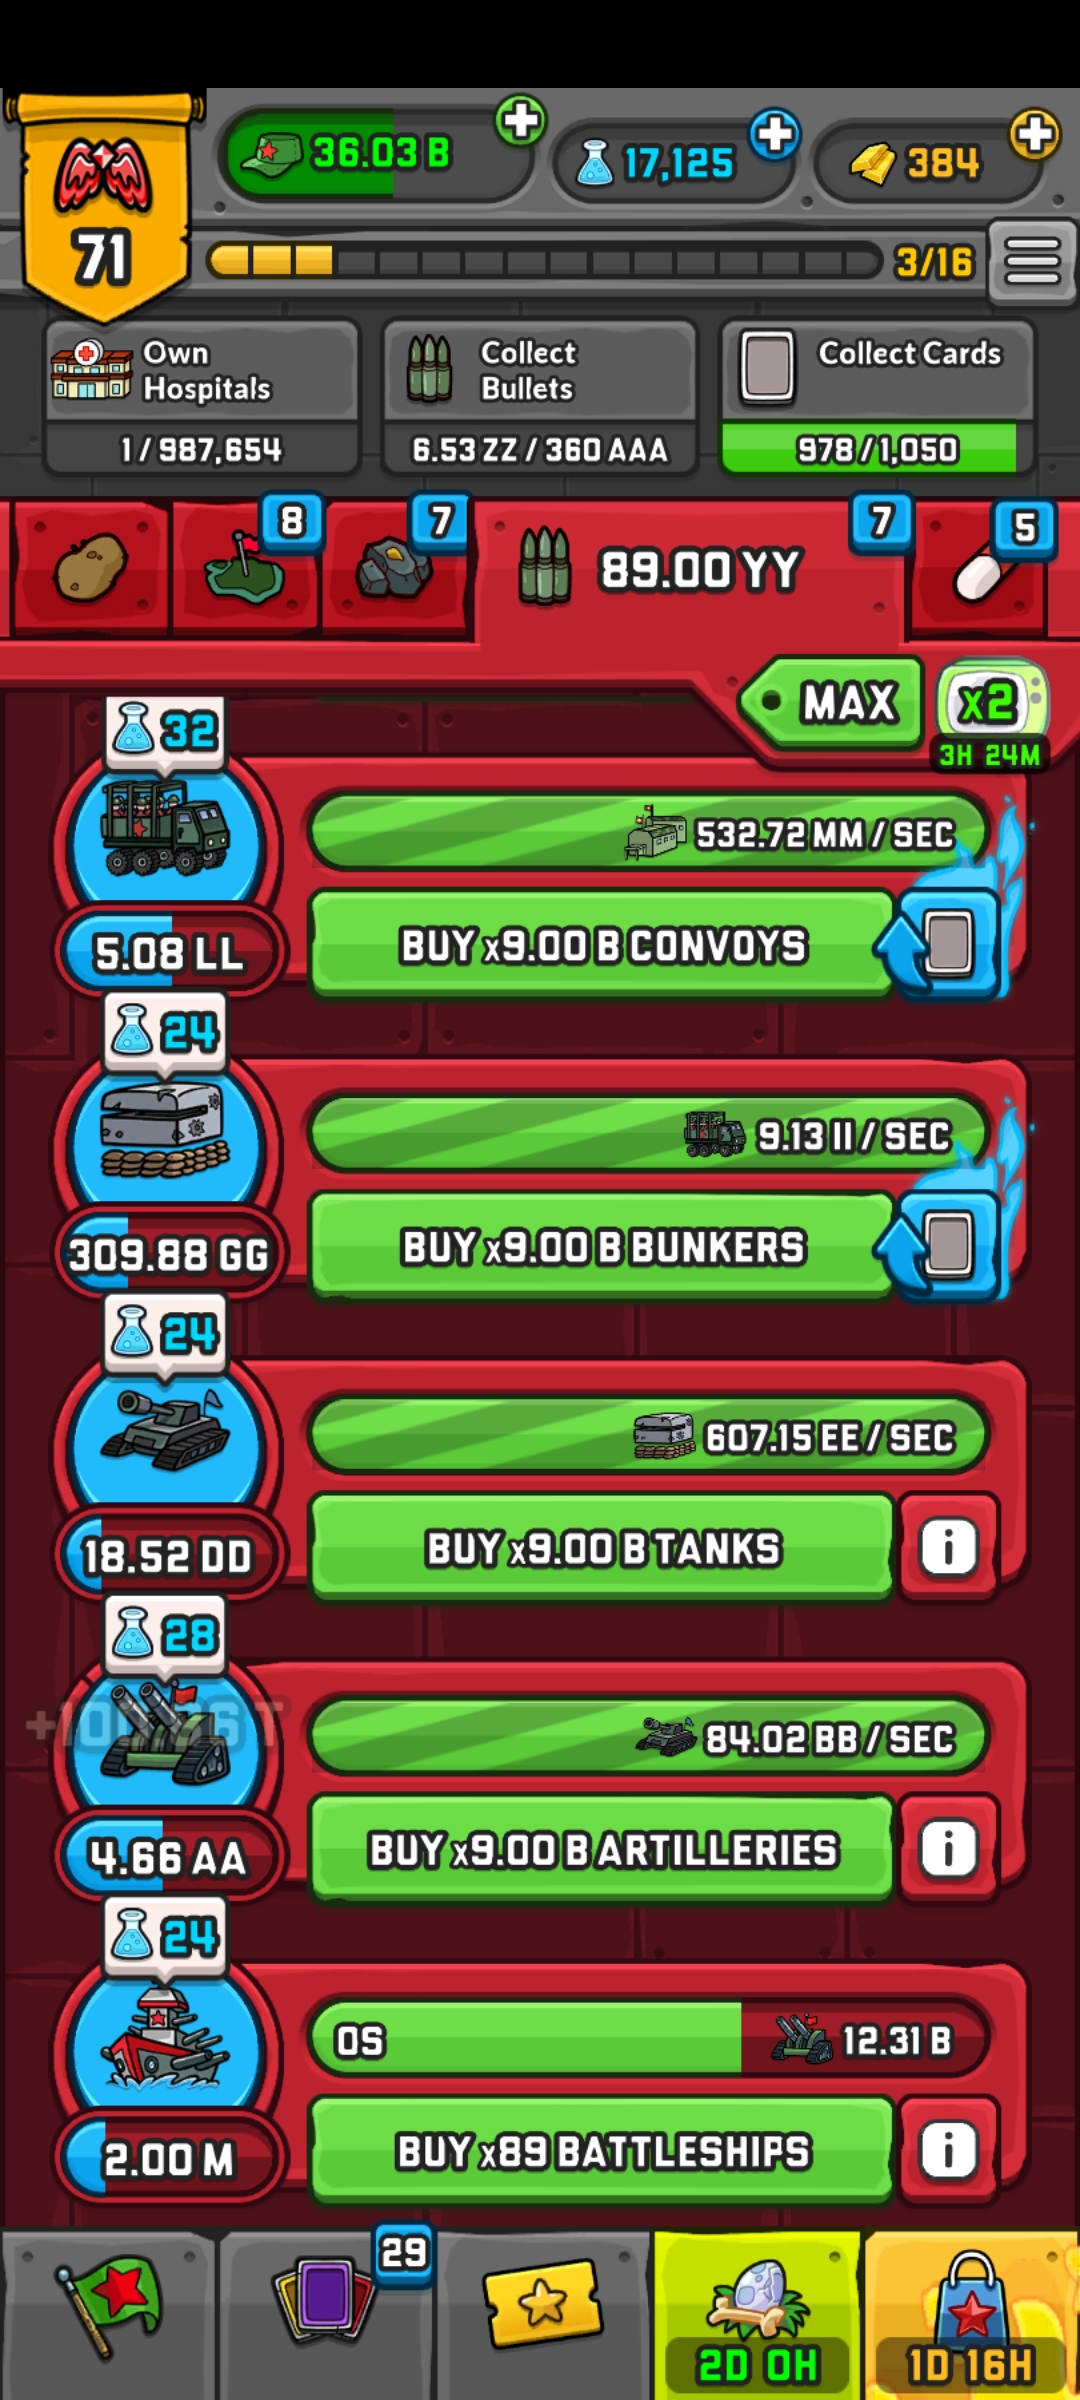 71
36.03 B
17,125
384
3/16
Own
Hospitals
1/987,654
Collect
Bullets
6.53 ZZ / 360 AAA
Collect Cards
978/1,050
8
7
89.00 YY
7
5
MAX
x2
3H 24M
32
532.72 MM / SEC
5.08 LL
BUY x9.00 B CONVOYS
24
9.13 II / SEC
309.88 GG
BUY x9.00 B BUNKERS
24
607.15 EE / SEC
18.52 DD
BUY x9.00 B TANKS
i
28
84.02 BB / SEC
4.66 AA
BUY x9.00 B ARTILLERIES
i
24
0S
12.31 B
2.00 M
BUY x89 BATTLESHIPS
i
29
2D 0H
1D 16H